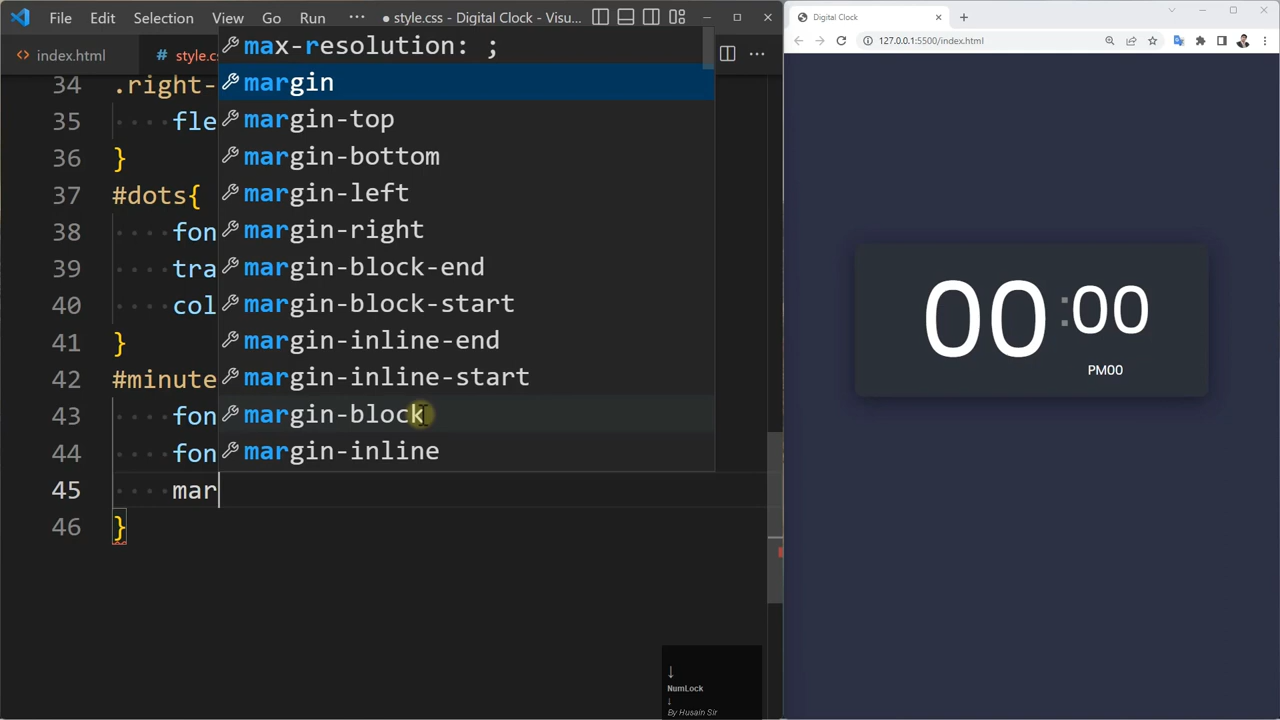 File Edit Selection View Go Run ··· ● style.css - Digital Clock - Visu...
index.html # style.cs ···
max-resolution: ;
margin
margin-top
margin-bottom
margin-left
margin-right
margin-block-end
margin-block-start
margin-inline-end
margin-inline-start
margin-block
margin-inline
34 .right-
35 fle
36 }
37 #dots{
38 fon
39 tra
40 col
41 }
42 #minute
43 fon
44 fon
45 mar
46 }
↓
NumLock
↓
By Husain Sir
Digital Clock
127.0.0.1:5500/index.html
00:00
PM00